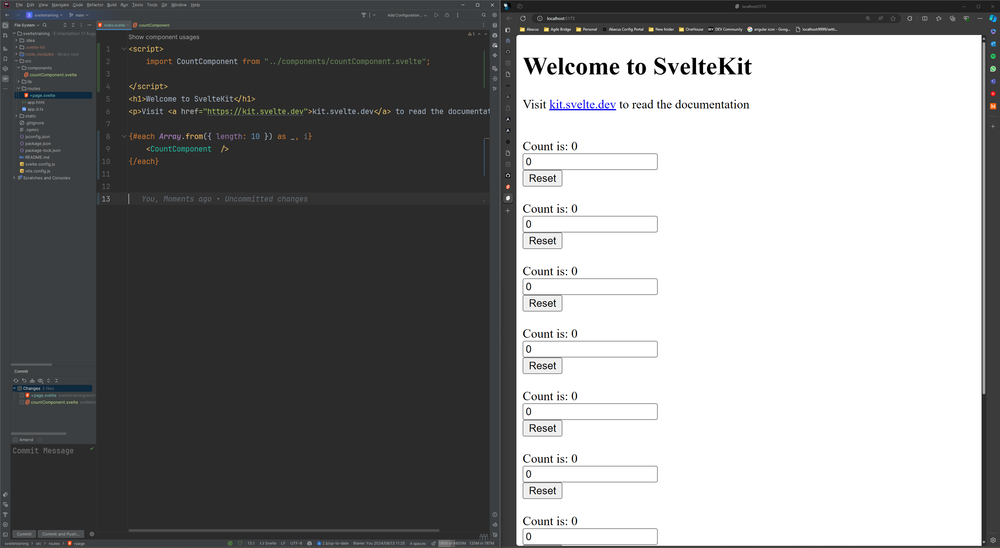 File Edit View Navigate Code Refactor Build Run Tests Tools Git Window Help
S sveltetraining main Add Configuration...
File System
index.svelte
countComponent
sveltetraining E:\Hackathon 17 Augu
.idea
.svelte-kit
node_modules library root
src
components
countComponent.svelte
lib
routes
+page.svelte
app.html
app.d.ts
static
.gitignore
.npmrc
jsconfig.json
package.json
package-lock.json
README.md
svelte.config.js
vite.config.js
Scratches and Consoles
Show component usages
1
1 <script>
2 import CountComponent from "../components/countComponent.svelte";
3
4 </script>
5 <h1>Welcome to SvelteKit</h1>
6 <p>Visit <a href="https://kit.svelte.dev">kit.svelte.dev</a> to read the documentat
7
8 {#each Array.from({ length: 10 }) as _, i}
9 <CountComponent />
10 {/each}
11
12
13 You, Moments ago • Uncommitted changes
Commit
Changes 2 files
+page.svelte sveltetraining\src\r
countComponent.svelte sveltetra
Amend
Commit Message
Commit
Commit and Push...
sveltetraining > src > routes > +page
13:1 { } Svelte LF UTF-8 2 Δ/up-to-date Blame: You 2024/08/13 11:25 4 spaces 1908 of 4600M 120M in 787M
localhost:5173
localhost:5173
Abacus Agile Bridge Personal Abacus Config Portal New folder OneHouse DEV DEV Community angular icon - Goog... localhost:9999/setti...
Welcome to SvelteKit
Visit kit.svelte.dev to read the documentation
Count is: 0
0
Reset
Count is: 0
0
Reset
Count is: 0
0
Reset
Count is: 0
0
Reset
Count is: 0
0
Reset
Count is: 0
0
Reset
Count is: 0
0